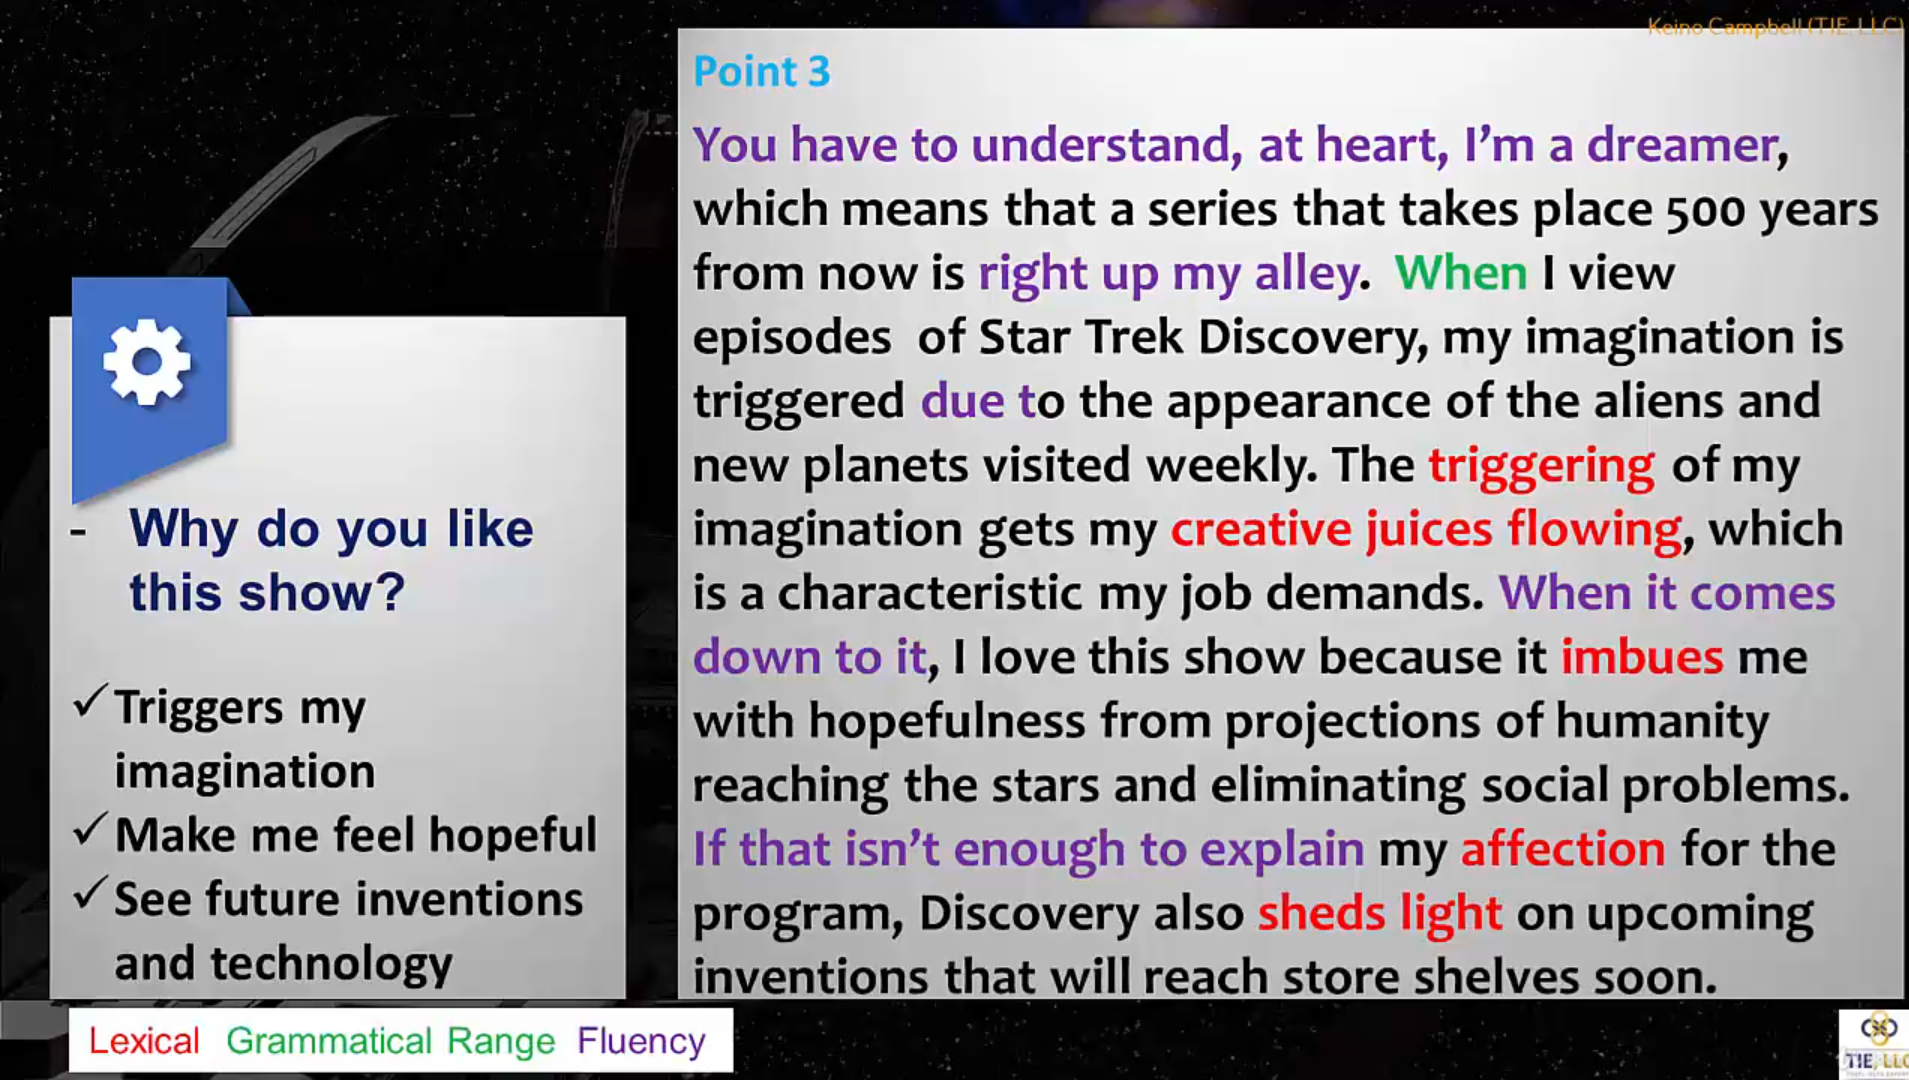 Keino Campbell (TIE, LLC)
Point 3
You have to understand, at heart, I'm a dreamer,
which means that a series that takes place 500 years
from now is right up my alley. When I view
episodes of Star Trek Discovery, my imagination is
triggered due to the appearance of the aliens and
new planets visited weekly. The triggering of my
imagination gets my creative juices flowing, which
is a characteristic my job demands. When it comes
down to it, I love this show because it imbues me
with hopefulness from projections of humanity
reaching the stars and eliminating social problems.
If that isn't enough to explain my affection for the
program, Discovery also sheds light on upcoming
inventions that will reach store shelves soon.
- Why do you like
this show?
✓ Triggers my
imagination
✓ Make me feel hopeful
✓ See future inventions
and technology
Lexical Grammatical Range Fluency
TIE, LLC